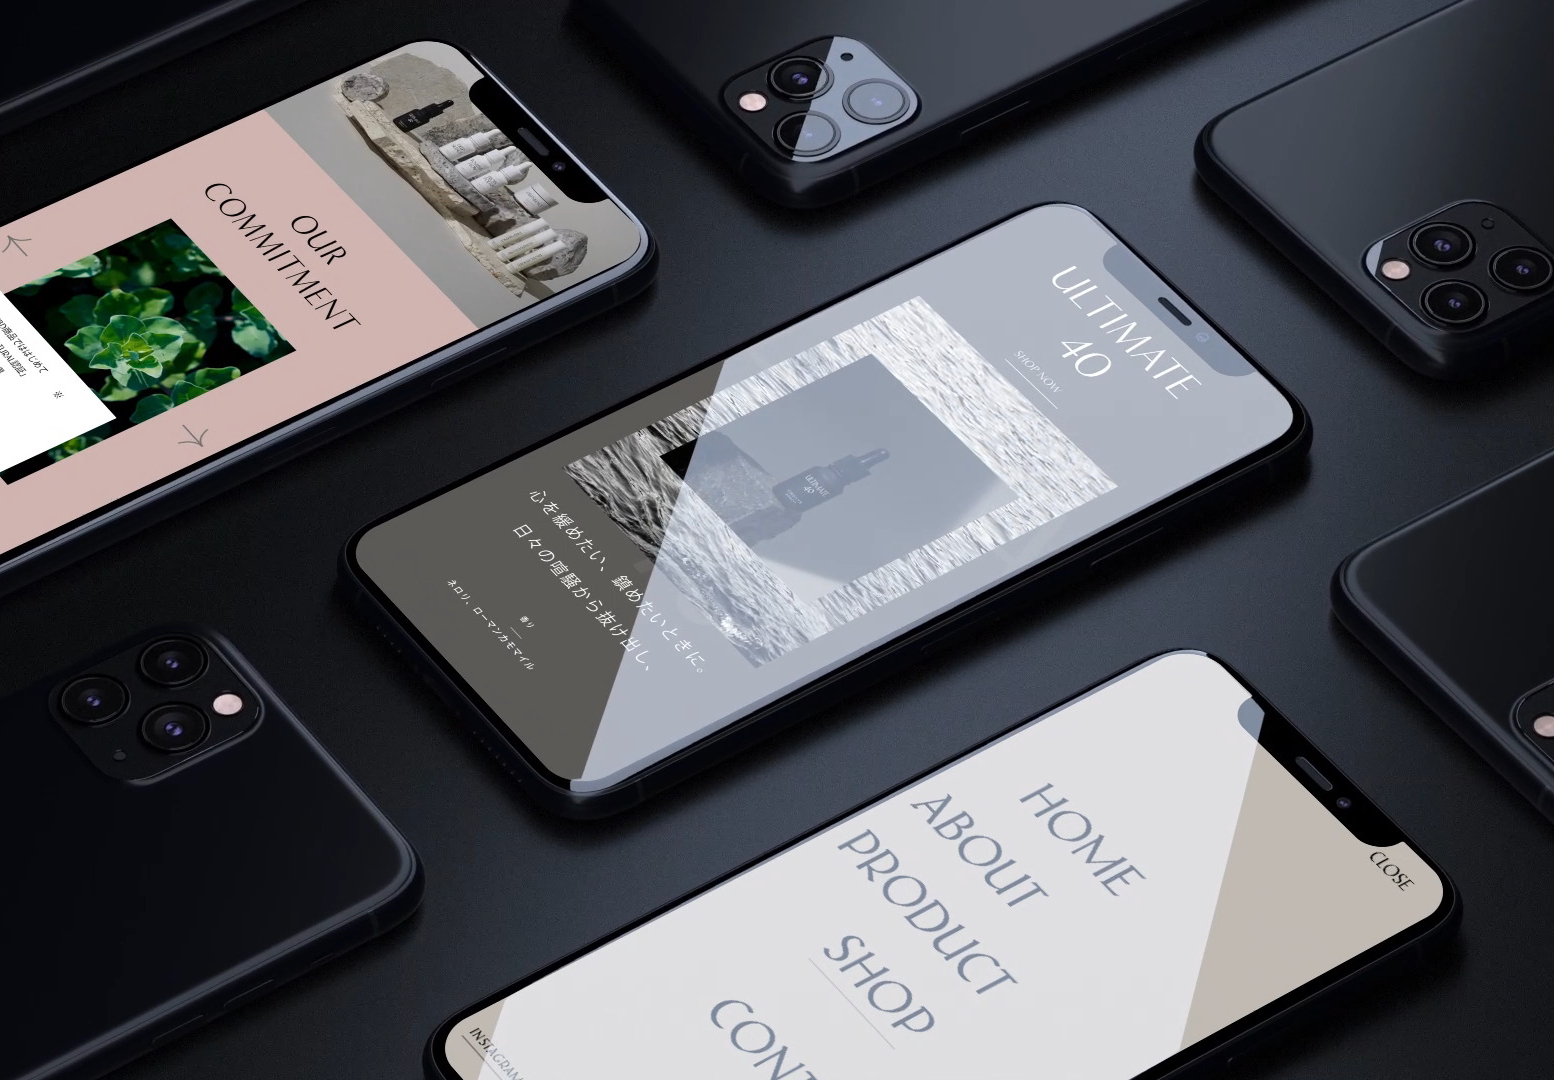 OUR
COMMITMENT
※
ULTIMATE
40
SHOP NOW
ULTIMATE
40
心を緩めたい、鎮めたいときに。
日々の喧騒から抜け出し、
香り
ネロリ、ローマンカモマイル
CLOSE
HOME
ABOUT
PRODUCT
SHOP
CONT
INSTAGRAM